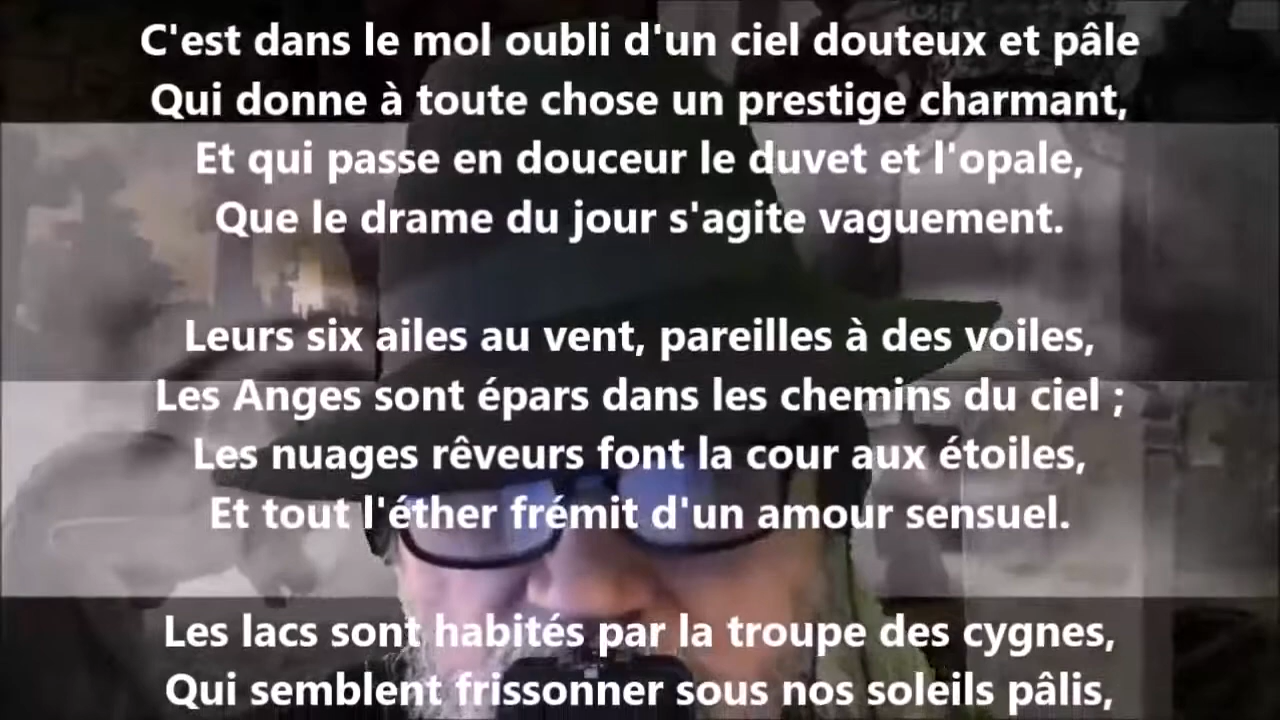 C'est dans le mol oubli d'un ciel douteux et pâle
Qui donne à toute chose un prestige charmant,
Et qui passe en douceur le duvet et l'opale,
Que le drame du jour s'agite vaguement.
Leurs six ailes au vent, pareilles à des voiles,
Les Anges sont épars dans les chemins du ciel ;
Les nuages rêveurs font la cour aux étoiles,
Et tout l'éther frémit d'un amour sensuel.
Les lacs sont habités par la troupe des cygnes,
Qui semblent frissonner sous nos soleils pâlis,